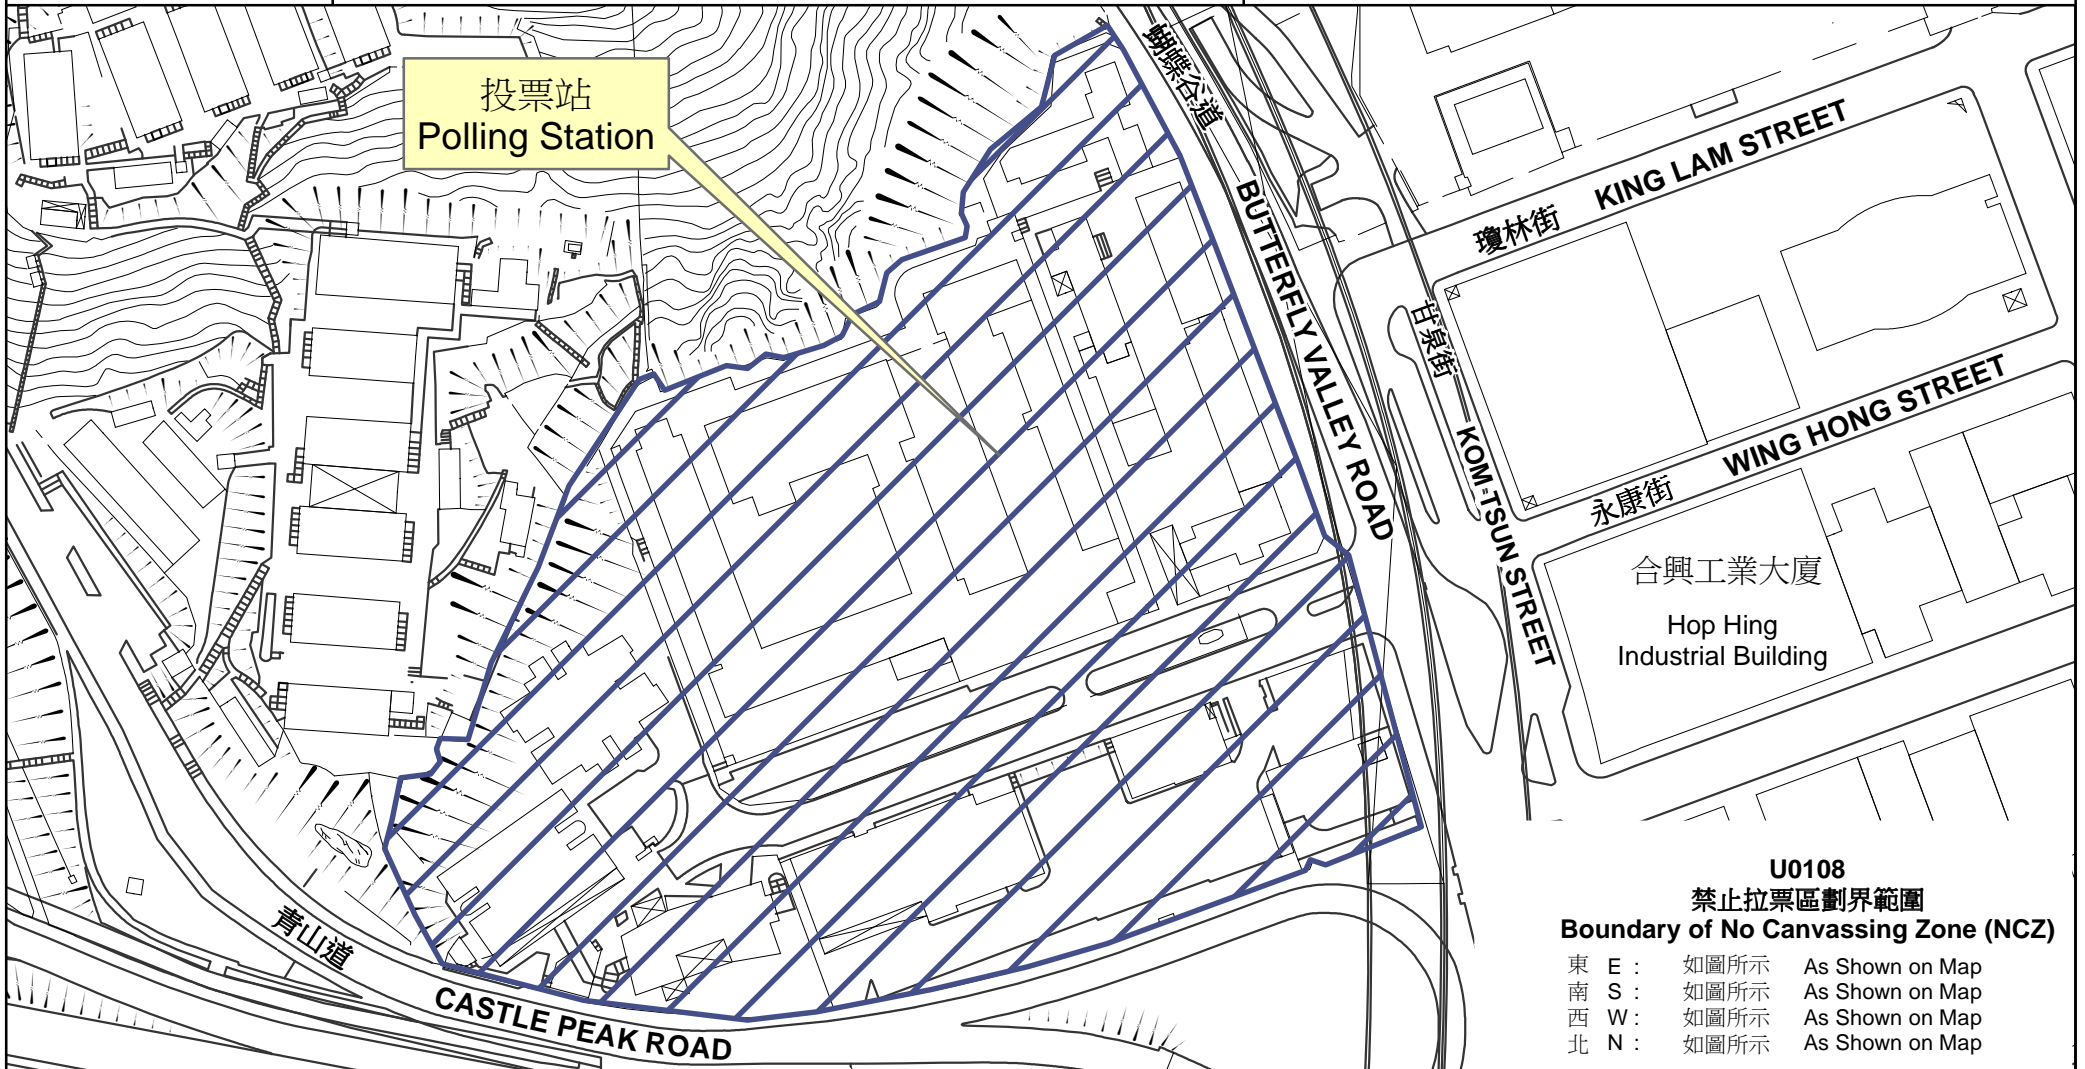 投票站
Polling Station
蝴蝶谷道
BUTTERFLY VALLEY ROAD
瓊林街 KING LAM STREET
甘泉街
KOM TSUN STREET
永康街 WING HONG STREET
合興工業大廈
Hop Hing
Industrial Building
青山道
CASTLE PEAK ROAD
U0108
禁止拉票區劃界範圍
Boundary of No Canvassing Zone (NCZ)
東 E : 如圖所示 As Shown on Map
南 S : 如圖所示 As Shown on Map
西 W : 如圖所示 As Shown on Map
北 N : 如圖所示 As Shown on Map